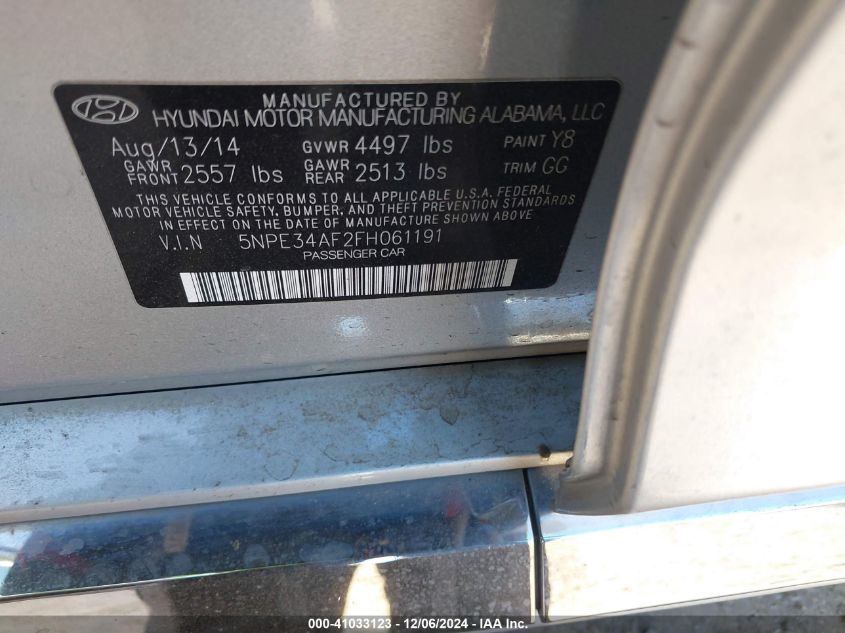 MANUFACTURED BY
HYUNDAI MOTOR MANUFACTURING ALABAMA, LLC
Aug/13/14 GVWR 4497 lbs PAINT Y8
GAWR FRONT 2557 lbs GAWR REAR 2513 lbs TRIM GG
THIS VEHICLE CONFORMS TO ALL APPLICABLE U.S.A. FEDERAL
MOTOR VEHICLE SAFETY, BUMPER, AND THEFT PREVENTION STANDARDS
IN EFFECT ON THE DATE OF MANUFACTURE SHOWN ABOVE
V.I.N 5NPE34AF2FH061191
PASSENGER CAR
000-41033123 - 12/06/2024 - IAA Inc.